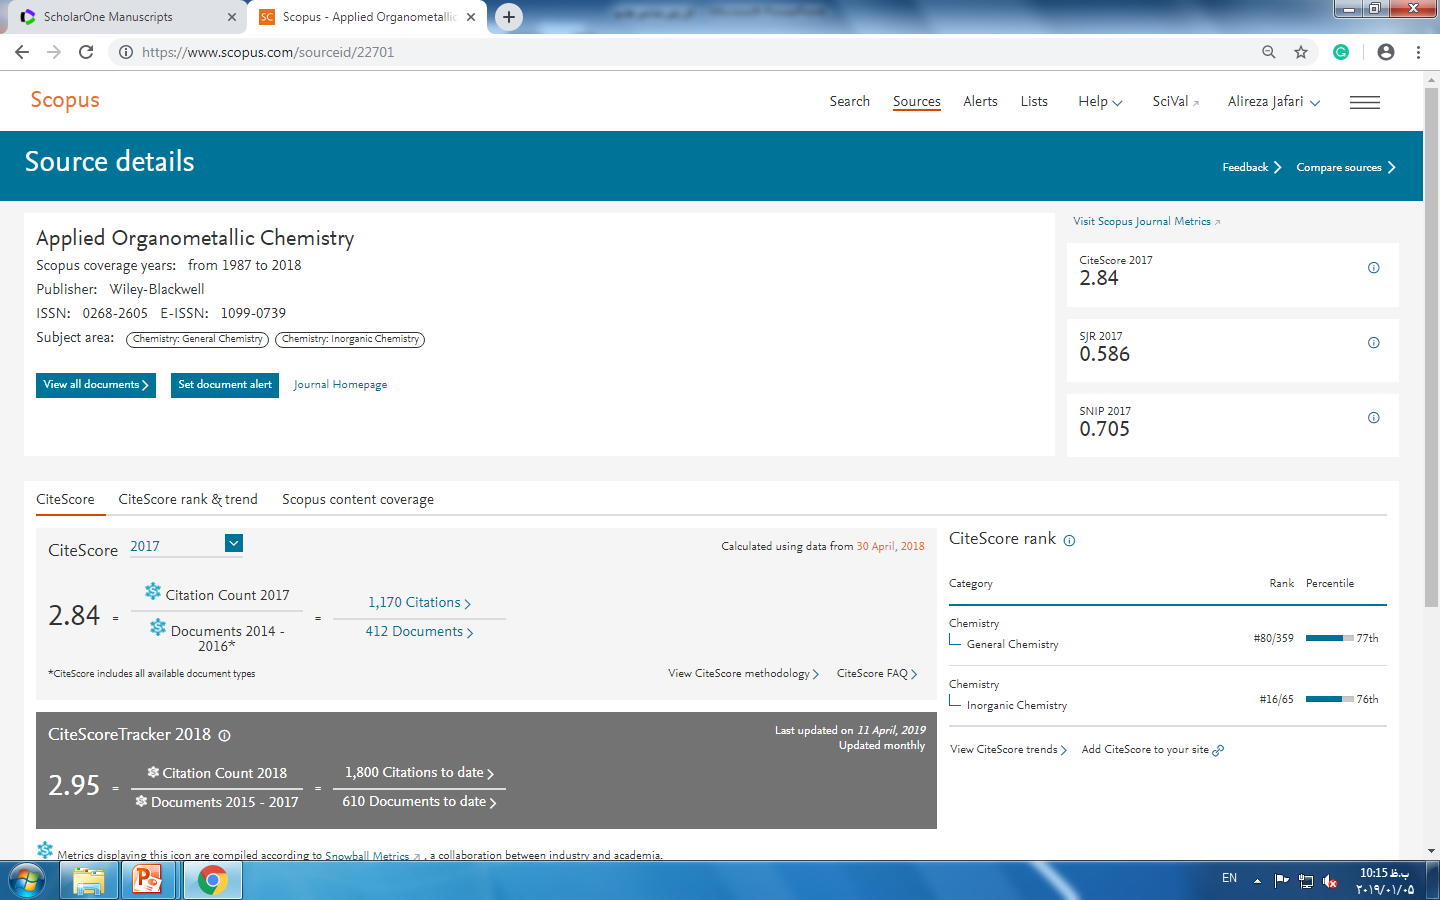 ScholarOne Manuscripts
Scopus - Applied Organometallic
https://www.scopus.com/sourceid/22701
Scopus
Search Sources Alerts Lists Help SciVal Alireza Jafari
Source details
Feedback Compare sources
Applied Organometallic Chemistry
Scopus coverage years: from 1987 to 2018
Publisher: Wiley-Blackwell
ISSN: 0268-2605 E-ISSN: 1099-0739
Subject area: Chemistry: General Chemistry Chemistry: Inorganic Chemistry
View all documents Set document alert Journal Homepage
Visit Scopus Journal Metrics
CiteScore 2017
2.84
SJR 2017
0.586
SNIP 2017
0.705
CiteScore CiteScore rank & trend Scopus content coverage
CiteScore 2017
Calculated using data from 30 April, 2018
2.84 = Citation Count 2017 = 1,170 Citations >
Documents 2014 - 412 Documents >
2016*
*CiteScore includes all available document types
View CiteScore methodology > CiteScore FAQ >
CiteScoreTracker 2018
Last updated on 11 April, 2019
Updated monthly
2.95 = Citation Count 2018 = 1,800 Citations to date >
Documents 2015 - 2017 610 Documents to date >
Metrics displaying this icon are compiled according to Snowball Metrics , a collaboration between industry and academia.
CiteScore rank
Category Rank Percentile
Chemistry
General Chemistry #80/359 77th
Chemistry
Inorganic Chemistry #16/65 76th
View CiteScore trends > Add CiteScore to your site
EN
10:15 ب.ظ
٢٠١٩/٠١/٠٥